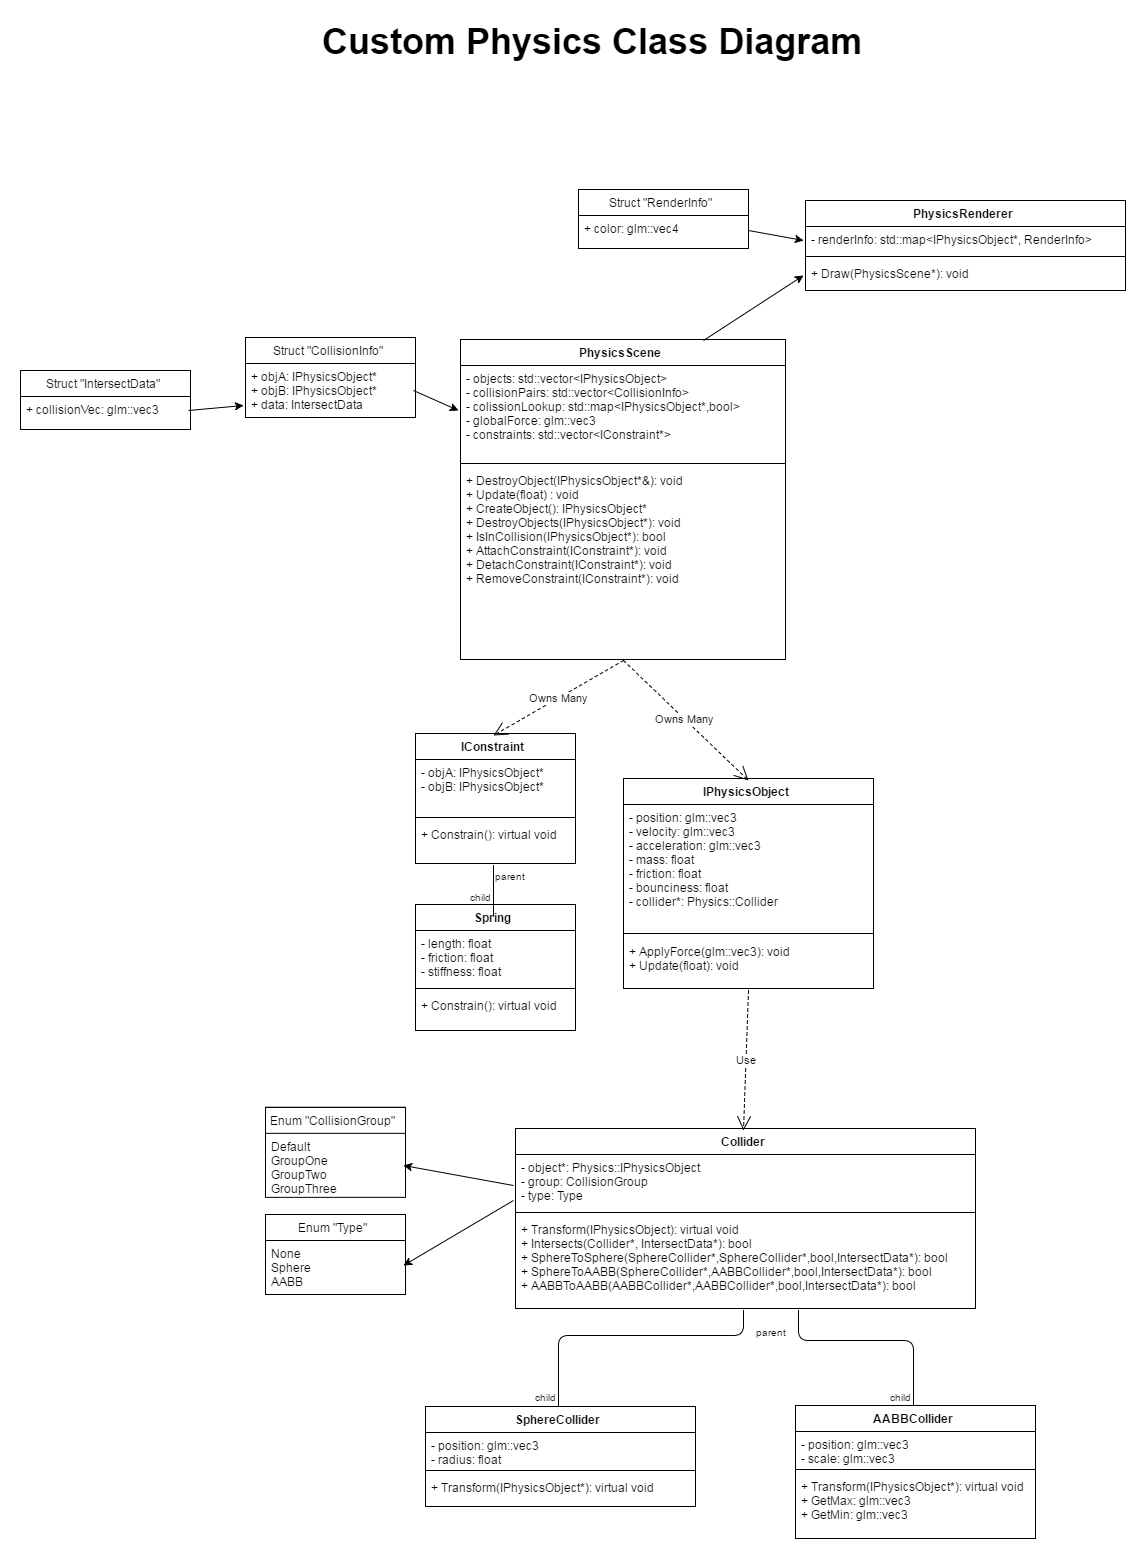 Custom Physics Class Diagram
Struct "RenderInfo"
+ color: glm::vec4
PhysicsRenderer
- renderInfo: std::map<IPhysicsObject*, RenderInfo>
+ Draw(PhysicsScene*): void
Struct "IntersectData"
+ collisionVec: glm::vec3
Struct "CollisionInfo"
+ objA: IPhysicsObject*
+ objB: IPhysicsObject*
+ data: IntersectData
PhysicsScene
- objects: std::vector<IPhysicsObject>
- collisionPairs: std::vector<CollisionInfo>
- colissionLookup: std::map<IPhysicsObject*,bool>
- globalForce: glm::vec3
- constraints: std::vector<IConstraint*>
+ DestroyObject(IPhysicsObject*&): void
+ Update(float) : void
+ CreateObject(): IPhysicsObject*
+ DestroyObjects(IPhysicsObject*): void
+ IsInCollision(IPhysicsObject*): bool
+ AttachConstraint(IConstraint*): void
+ DetachConstraint(IConstraint*): void
+ RemoveConstraint(IConstraint*): void
Owns Many
Owns Many
IConstraint
- objA: IPhysicsObject*
- objB: IPhysicsObject*
+ Constrain(): virtual void
parent
child
Spring
- length: float
- friction: float
- stiffness: float
+ Constrain(): virtual void
IPhysicsObject
- position: glm::vec3
- velocity: glm::vec3
- acceleration: glm::vec3
- mass: float
- friction: float
- bounciness: float
- collider*: Physics::Collider
+ ApplyForce(glm::vec3): void
+ Update(float): void
Use
Enum "CollisionGroup"
Default
GroupOne
GroupTwo
GroupThree
Enum "Type"
None
Sphere
AABB
Collider
- object*: Physics::IPhysicsObject
- group: CollisionGroup
- type: Type
+ Transform(IPhysicsObject): virtual void
+ Intersects(Collider*, IntersectData*): bool
+ SphereToSphere(SphereCollider*,SphereCollider*,bool,IntersectData*): bool
+ SphereToAABB(SphereCollider*,AABBCollider*,bool,IntersectData*): bool
+ AABBToAABB(AABBCollider*,AABBCollider*,bool,IntersectData*): bool
parent
child
child
SphereCollider
- position: glm::vec3
- radius: float
+ Transform(IPhysicsObject*): virtual void
AABBCollider
- position: glm::vec3
- scale: glm::vec3
+ Transform(IPhysicsObject*): virtual void
+ GetMax: glm::vec3
+ GetMin: glm::vec3